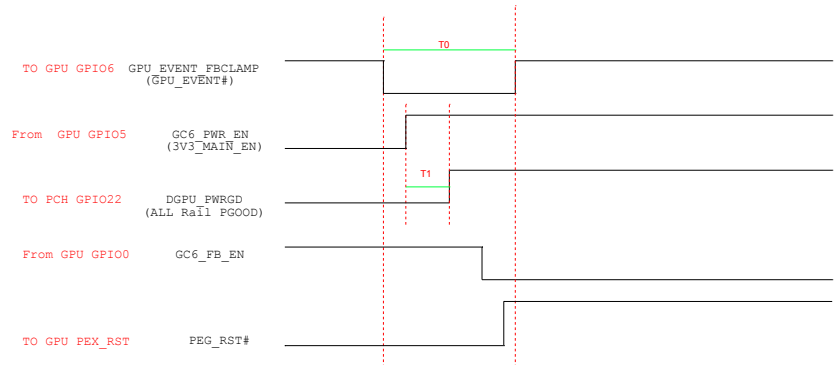 T0
TO GPU GPIO6 GPU_EVENT_FBCLAMP
(GPU_EVENT#)
From GPU GPIO5 GC6_PWR_EN
(3V3_MAIN_EN)
T1
TO PCH GPIO22 DGPU_PWRGD
(ALL Rail PGOOD)
From GPU GPIO0 GC6_FB_EN
TO GPU PEX_RST PEG_RST#